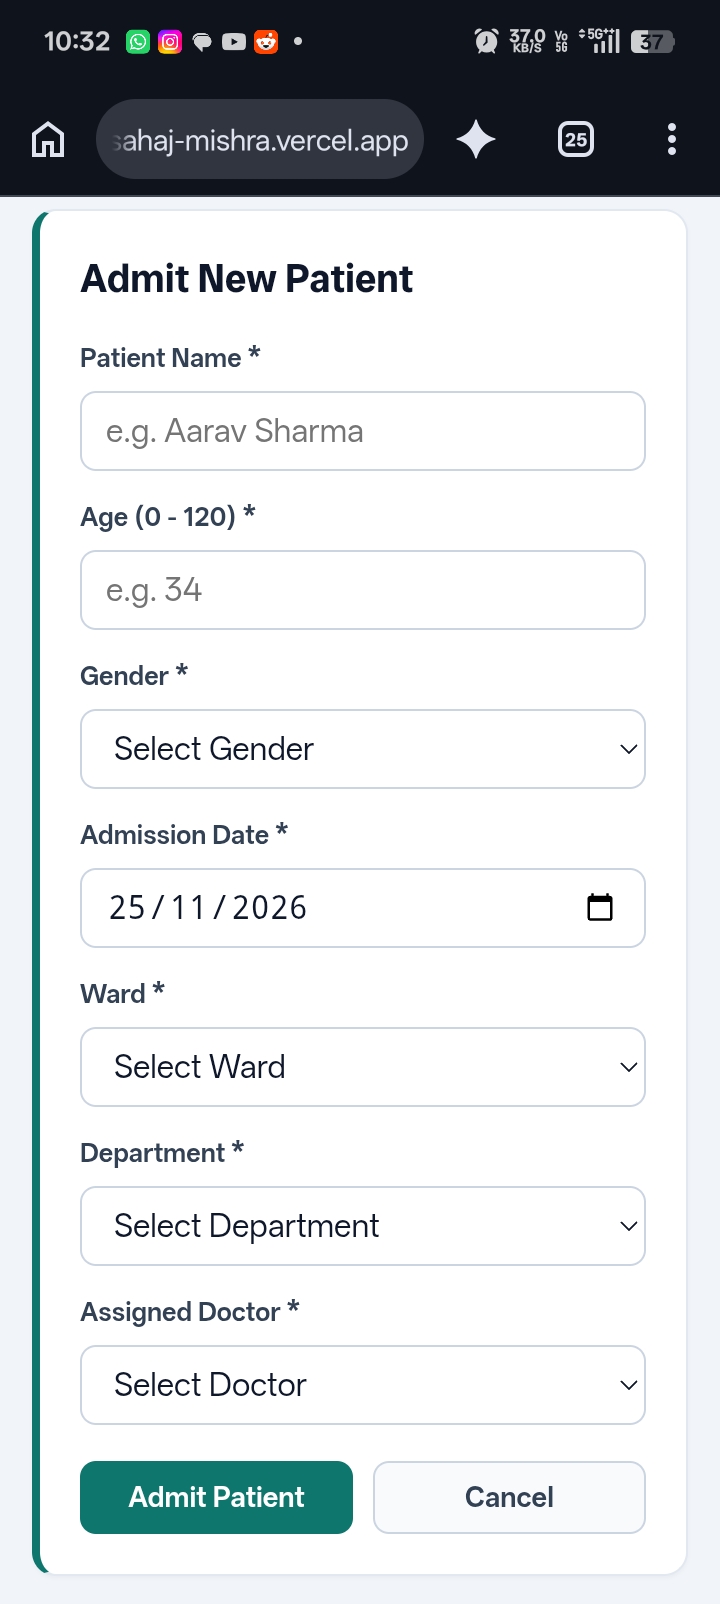 10:32 37.0 KB/S Vo 5G 5G++ 37
sahaj-mishra.vercel.app 25
Admit New Patient
Patient Name *
e.g. Aarav Sharma
Age (0 - 120) *
e.g. 34
Gender *
Select Gender
Admission Date *
25/11/2026
Ward *
Select Ward
Department *
Select Department
Assigned Doctor *
Select Doctor
Admit Patient Cancel